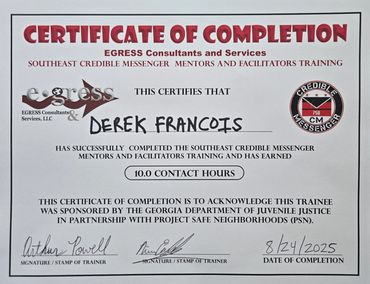 CERTIFICATE OF COMPLETION
EGRESS Consultants and Services
SOUTHEAST CREDIBLE MESSENGER MENTORS AND FACILITATORS TRAINING
egress
EGRESS Consultants &
Services, LLC
THIS CERTIFIES THAT
CREDIBLE
CM
MESSENGER
DEREK FRANCOIS
HAS SUCCESSFULLY COMPLETED THE SOUTHEAST CREDIBLE MESSENGER
MENTORS AND FACILITATORS TRAINING AND HAS EARNED
10.0 CONTACT HOURS
THIS CERTIFICATE OF COMPLETION IS TO ACKNOWLEDGE THIS TRAINEE
WAS SPONSORED BY THE GEORGIA DEPARTMENT OF JUVENILE JUSTICE
IN PARTNERSHIP WITH PROJECT SAFE NEIGHBORHOODS (PSN).
Arthur Powell
8/24/2025
SIGNATURE / STAMP OF TRAINER
SIGNATURE / STAMP OF TRAINER
DATE OF COMPLETION